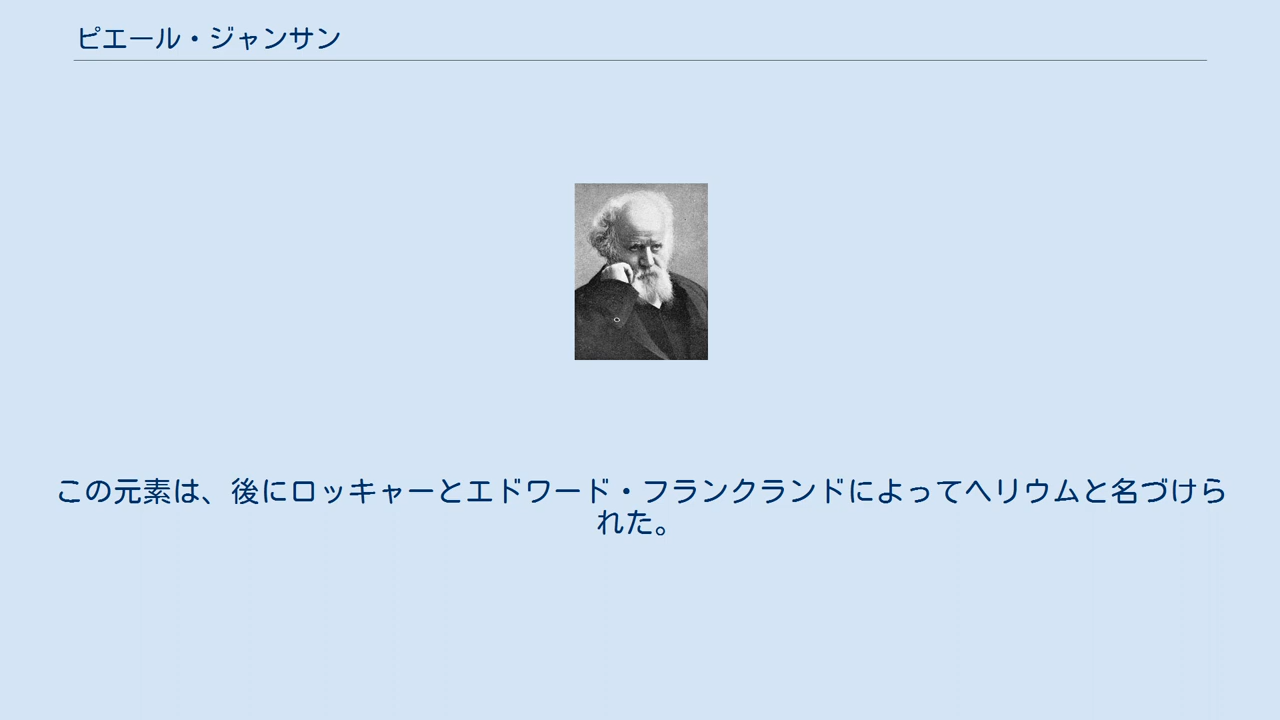 ピエール・ジャンサン
この元素は、後にロッキャーとエドワード・フランクランドによってヘリウムと名づけら
れた。